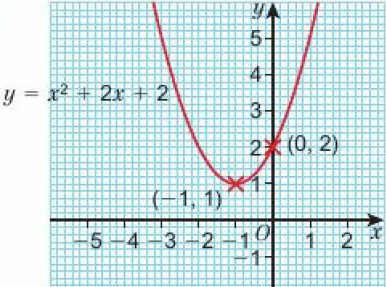 y
5
4
y = x² + 2x + 2
3
2 (0, 2)
1
(−1, 1)
−5 −4 −3 −2 −1 O 1 2 x
−1